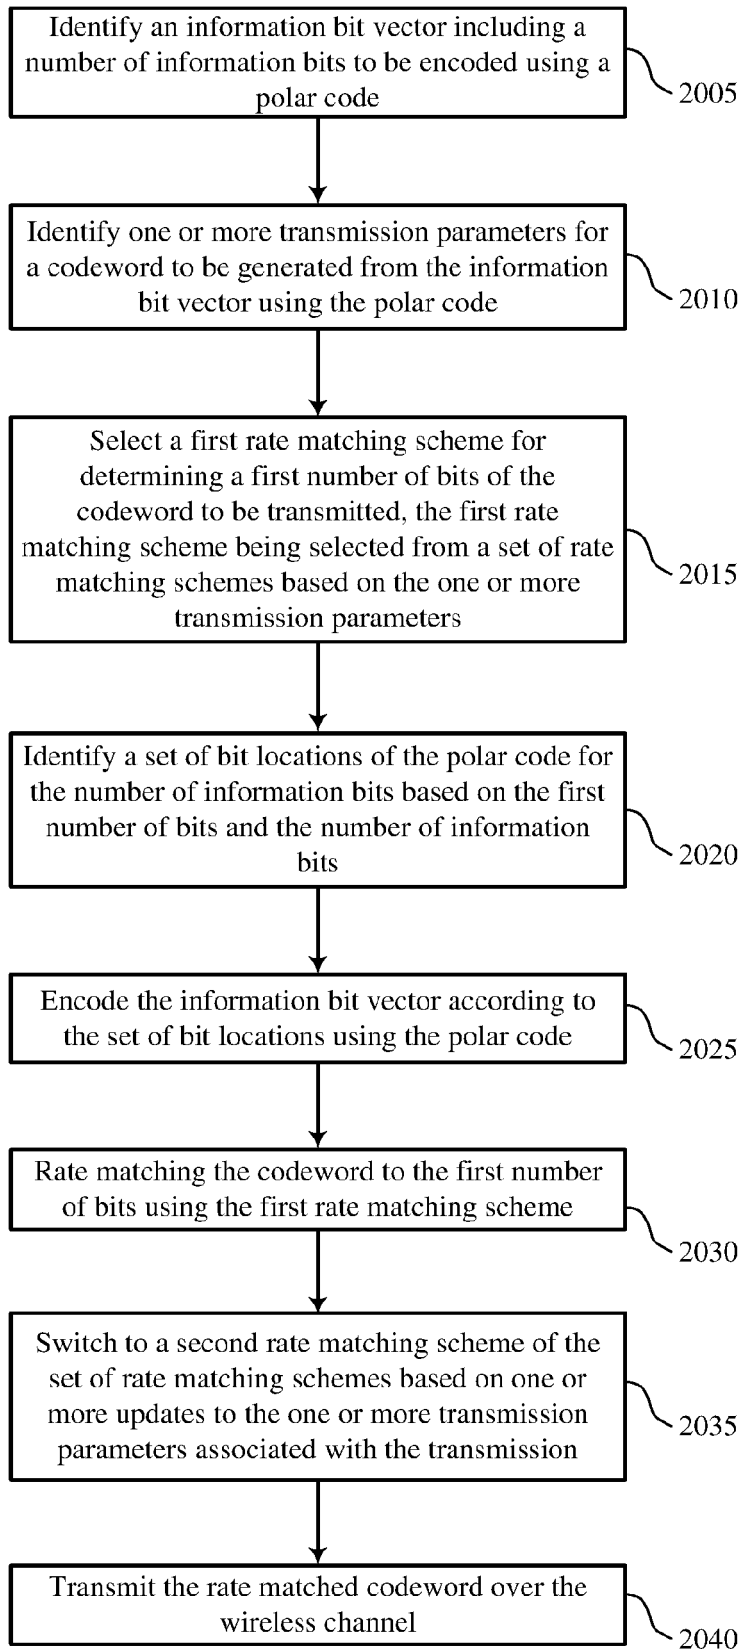 Identify an information bit vector including a
number of information bits to be encoded using a
polar code
2005
Identify one or more transmission parameters for
a codeword to be generated from the information
bit vector using the polar code
2010
Select a first rate matching scheme for
determining a first number of bits of the
codeword to be transmitted, the first rate
matching scheme being selected from a set of rate
matching schemes based on the one or more
transmission parameters
2015
Identify a set of bit locations of the polar code for
the number of information bits based on the first
number of bits and the number of information
bits
2020
Encode the information bit vector according to
the set of bit locations using the polar code
2025
Rate matching the codeword to the first number
of bits using the first rate matching scheme
2030
Switch to a second rate matching scheme of the
set of rate matching schemes based on one or
more updates to the one or more transmission
parameters associated with the transmission
2035
Transmit the rate matched codeword over the
wireless channel
2040